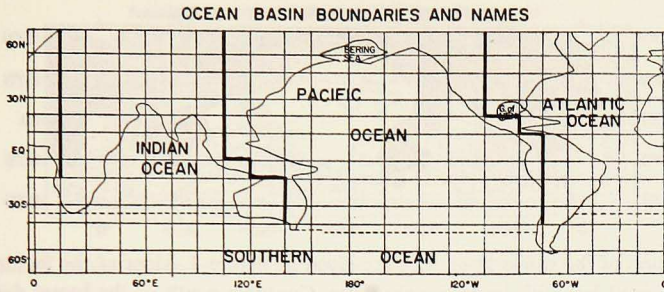 OCEAN BASIN BOUNDARIES AND NAMES
60N
BERING
SEA
30N
PACIFIC
G. of
ATLANTIC
OCEAN
EQ
INDIAN
OCEAN
OCEAN
30S
SOUTHERN OCEAN
60S
0 60°E 120°E 180° 120°W 60°W